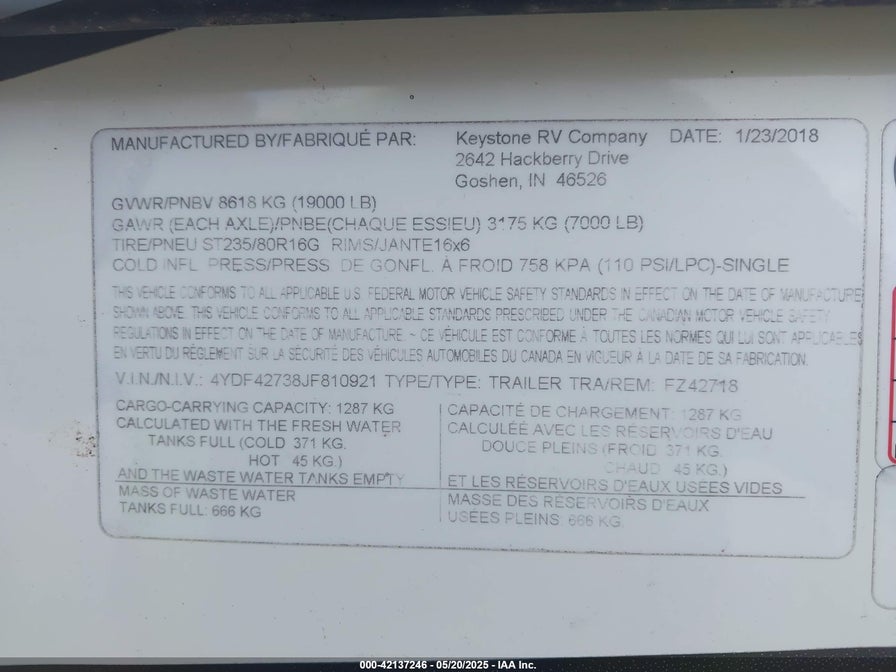 MANUFACTURED BY/FABRIQUÉ PAR: Keystone RV Company DATE: 1/23/2018
2642 Hackberry Drive
Goshen, IN 46526
GVWR/PNBV 8618 KG (19000 LB)
GAWR (EACH AXLE)/PNBE(CHAQUE ESSIEU) 3175 KG (7000 LB)
TIRE/PNEU ST235/80R16G RIMS/JANTE16x6
COLD INFL PRESS/PRESS. DE GONFL. À FROID 758 KPA (110 PSI/LPC)-SINGLE
THIS VEHICLE CONFORMS TO ALL APPLICABLE U.S. FEDERAL MOTOR VEHICLE SAFETY STANDARDS IN EFFECT ON THE DATE OF MANUFACTURE
SHOWN ABOVE. THIS VEHICLE CONFORMS TO ALL APPLICABLE STANDARDS PRESCRIBED UNDER THE CANADIAN MOTOR VEHICLE SAFETY
REGULATIONS IN EFFECT ON THE DATE OF MANUFACTURE. ~ CE VÉHICULE EST CONFORME À TOUTES LES NORMES QUI LUI SONT APPLICABLES
EN VERTU DU RÈGLEMENT SUR LA SÉCURITÉ DES VÉHICULES AUTOMOBILES DU CANADA EN VIGUEUR À LA DATE DE SA FABRICATION.
V.I.N./N.I.V.: 4YDF42738JF810921 TYPE/TYPE: TRAILER TRA/REM: FZ42718
CARGO-CARRYING CAPACITY: 1287 KG
CALCULATED WITH THE FRESH WATER
TANKS FULL (COLD 371 KG.
HOT 45 KG.)
AND THE WASTE WATER TANKS EMPTY
MASS OF WASTE WATER
TANKS FULL: 666 KG
CAPACITÉ DE CHARGEMENT: 1287 KG
CALCULÉE AVEC LES RÉSERVOIRS D'EAU
DOUCE PLEINS (FROID 371 KG.
CHAUD 45 KG.)
ET LES RÉSERVOIRS D'EAUX USÉES VIDES
MASSE DES RÉSERVOIRS D'EAUX
USÉES PLEINS: 666 KG.
000-42137246 - 05/20/2025 - IAA Inc.